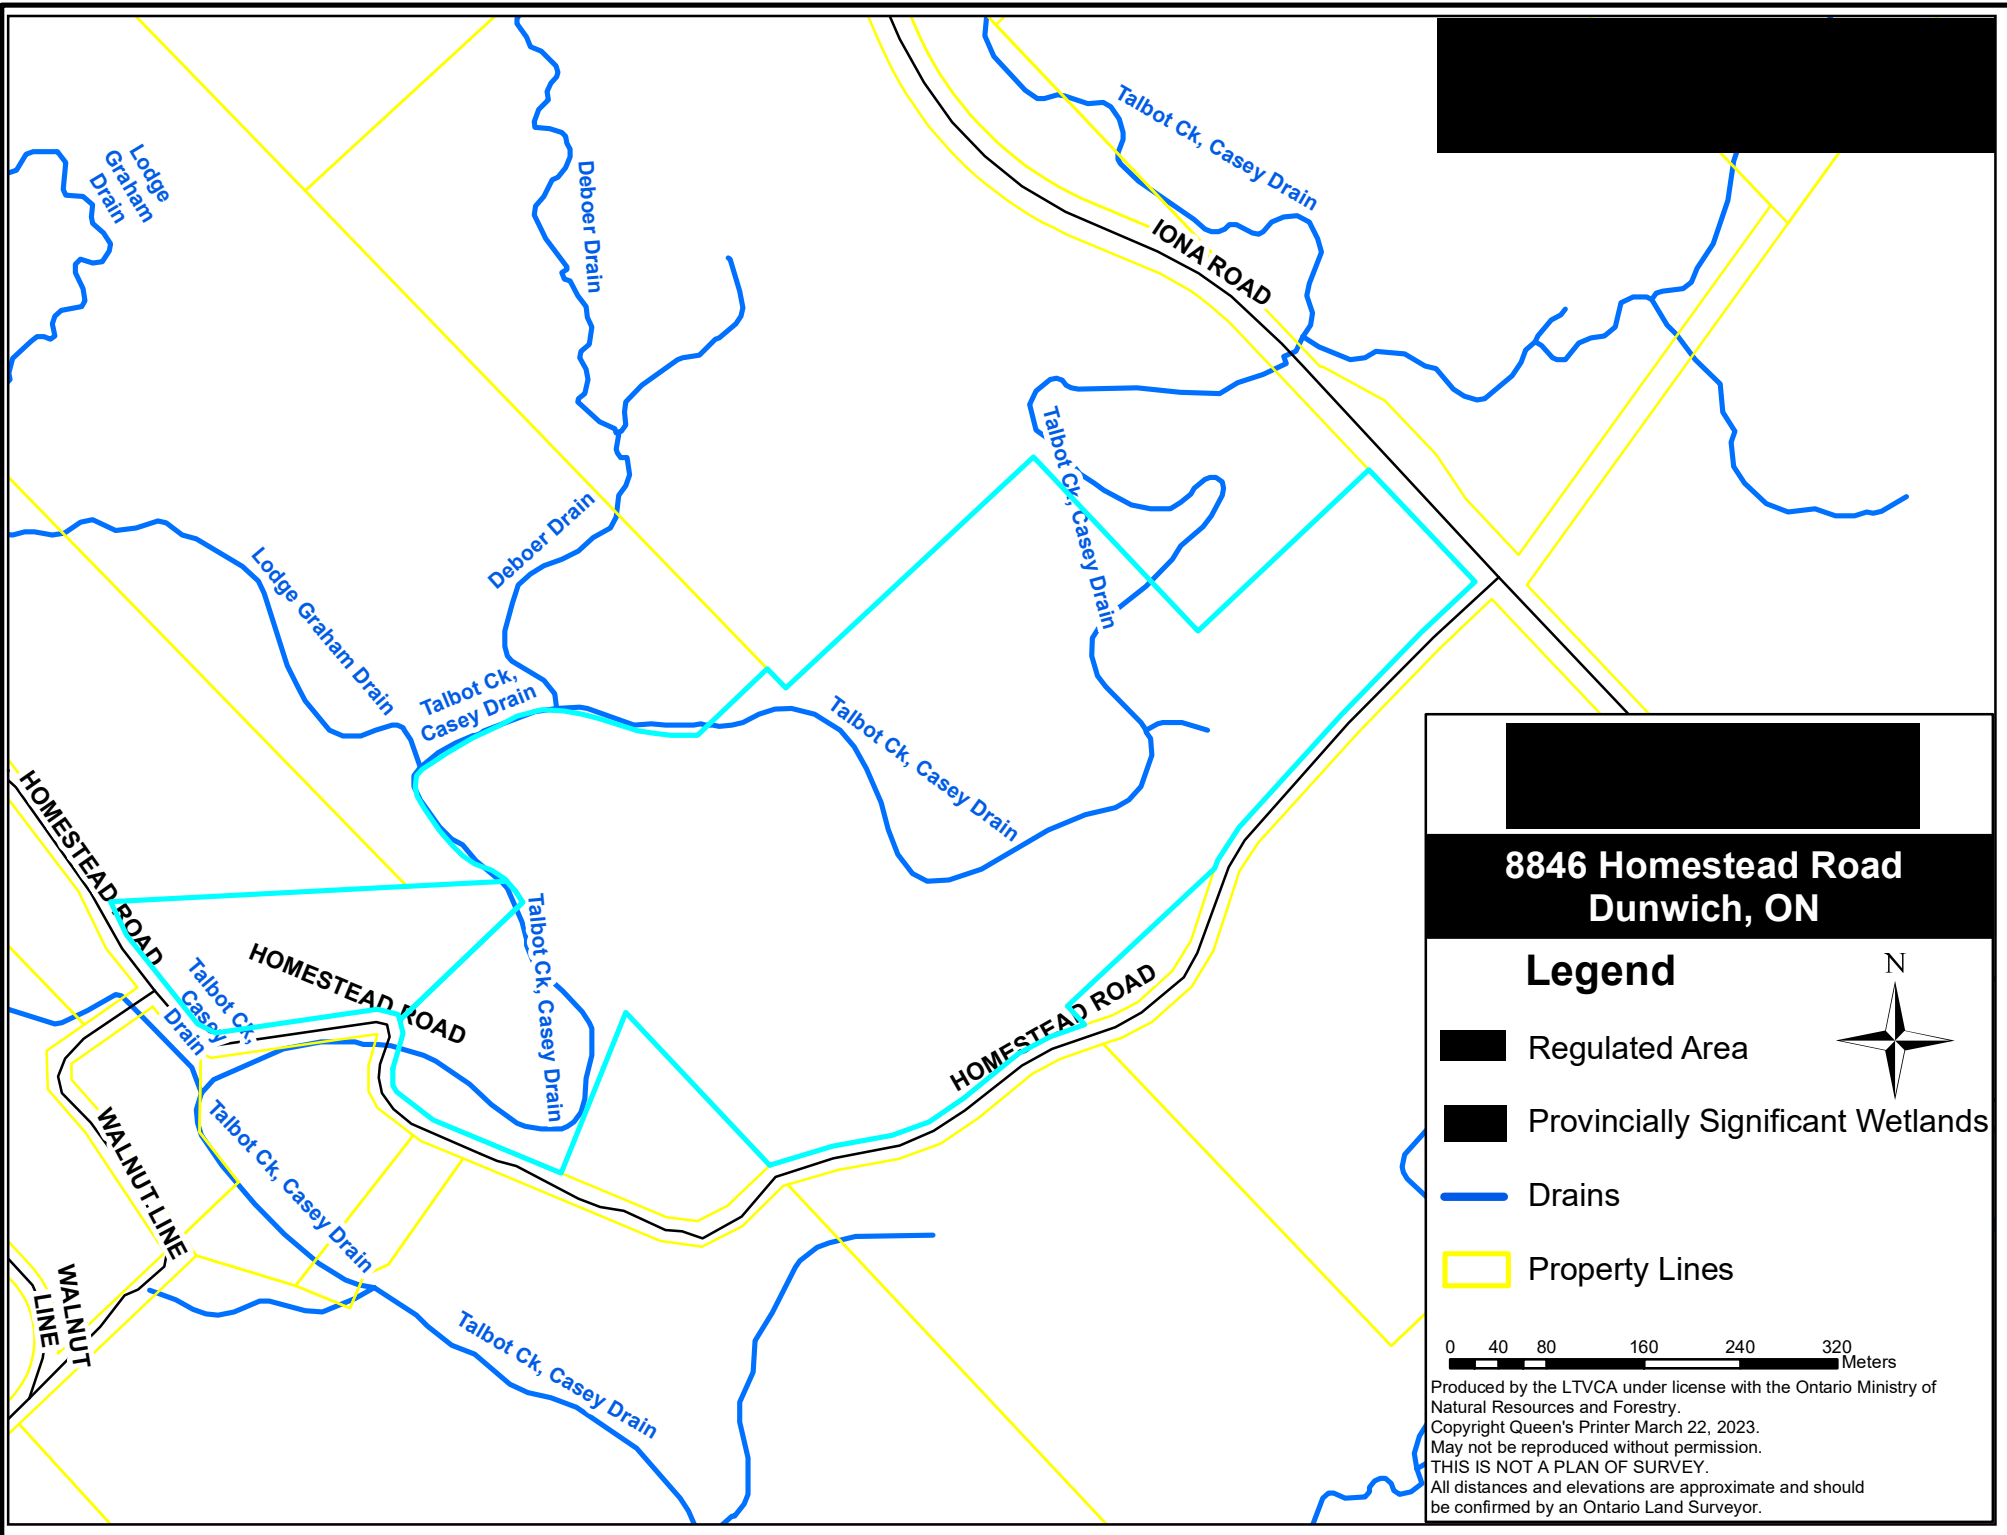 Talbot Ck, Casey Drain
Lodge
Graham
Drain
Deboer Drain
IONA ROAD
Talbot Ck, Casey Drain
Deboer Drain
Lodge Graham Drain
Talbot Ck,
Casey Drain
Talbot Ck, Casey Drain
HOMESTEAD ROAD
Talbot Ck, Casey Drain
HOMESTEAD ROAD
Talbot Ck,
Casey
Drain
HOMESTEAD ROAD
WALNUT LINE
Talbot Ck, Casey Drain
WALNUT
LINE
Talbot Ck, Casey Drain
8846 Homestead Road
Dunwich, ON
Legend
N
Regulated Area
Provincially Significant Wetlands
Drains
Property Lines
0 40 80 160 240 320
Meters
Produced by the LTVCA under license with the Ontario Ministry of
Natural Resources and Forestry.
Copyright Queen's Printer March 22, 2023.
May not be reproduced without permission.
THIS IS NOT A PLAN OF SURVEY.
All distances and elevations are approximate and should
be confirmed by an Ontario Land Surveyor.